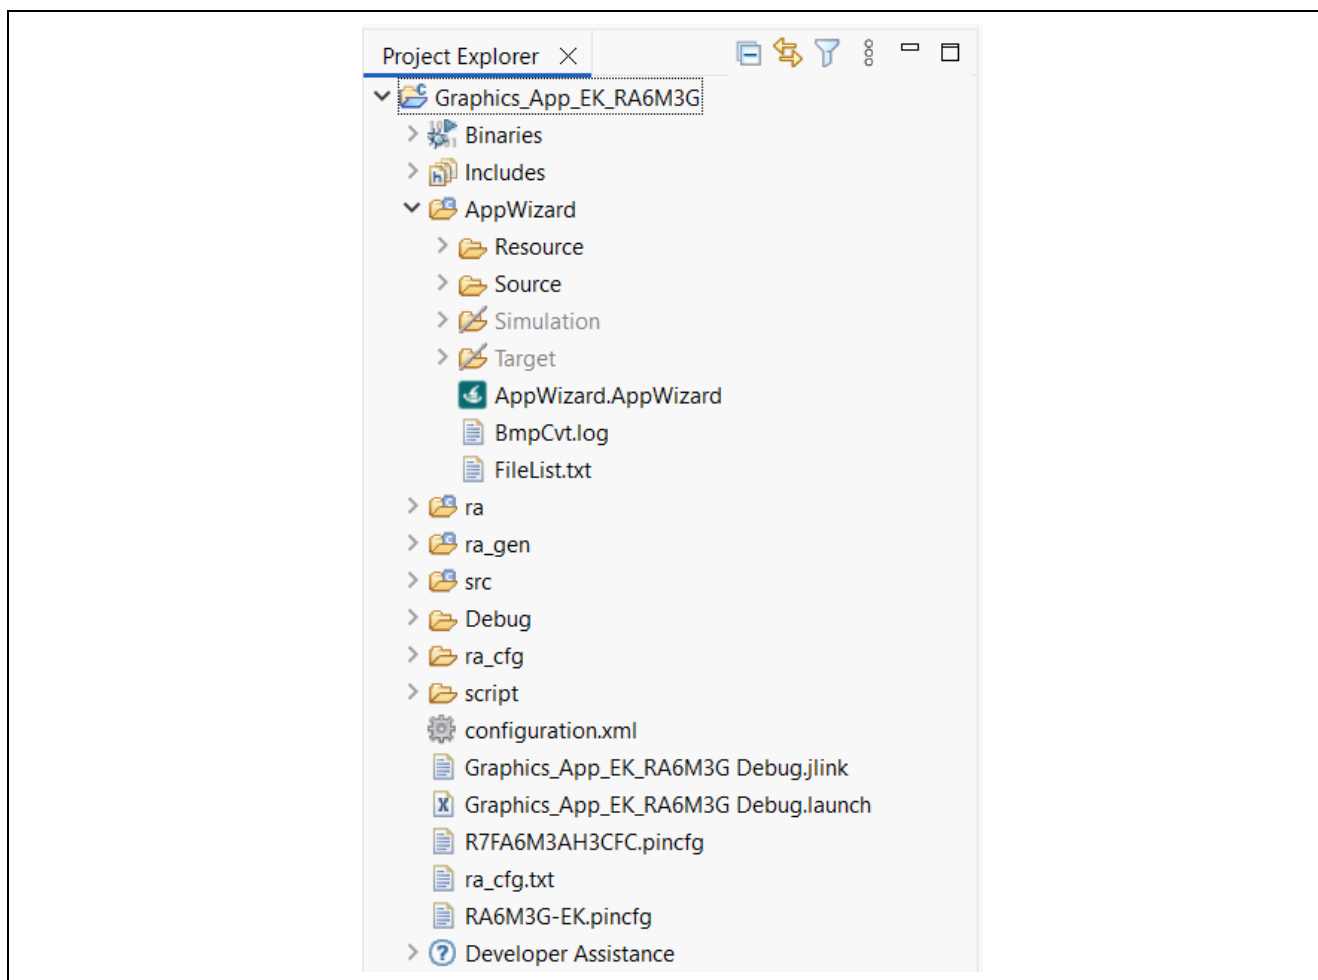 Project Explorer
Graphics_App_EK_RA6M3G
Binaries
Includes
AppWizard
Resource
Source
Simulation
Target
AppWizard.AppWizard
BmpCvt.log
FileList.txt
ra
ra_gen
src
Debug
ra_cfg
script
configuration.xml
Graphics_App_EK_RA6M3G Debug.jlink
Graphics_App_EK_RA6M3G Debug.launch
R7FA6M3AH3CFC.pincfg
ra_cfg.txt
RA6M3G-EK.pincfg
Developer Assistance